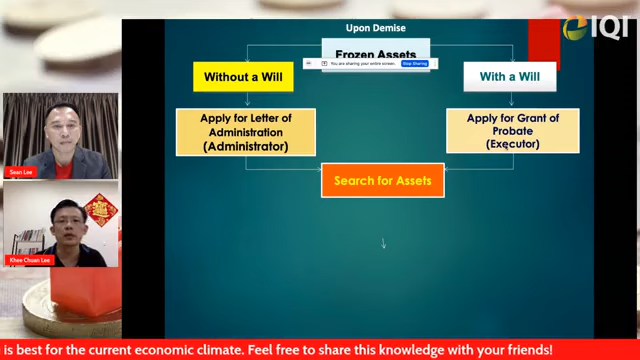 IQI
Upon Demise
Frozen Assets
You are sharing your entire screen.
Stop Sharing
Without a Will
With a Will
Apply for Letter of
Administration
(Administrator)
Apply for Grant of
Probate
(Executor)
Search for Assets
Sean Lee
Khee Chuan Lee
is best for the current economic climate. Feel free to share this knowledge with your friends!